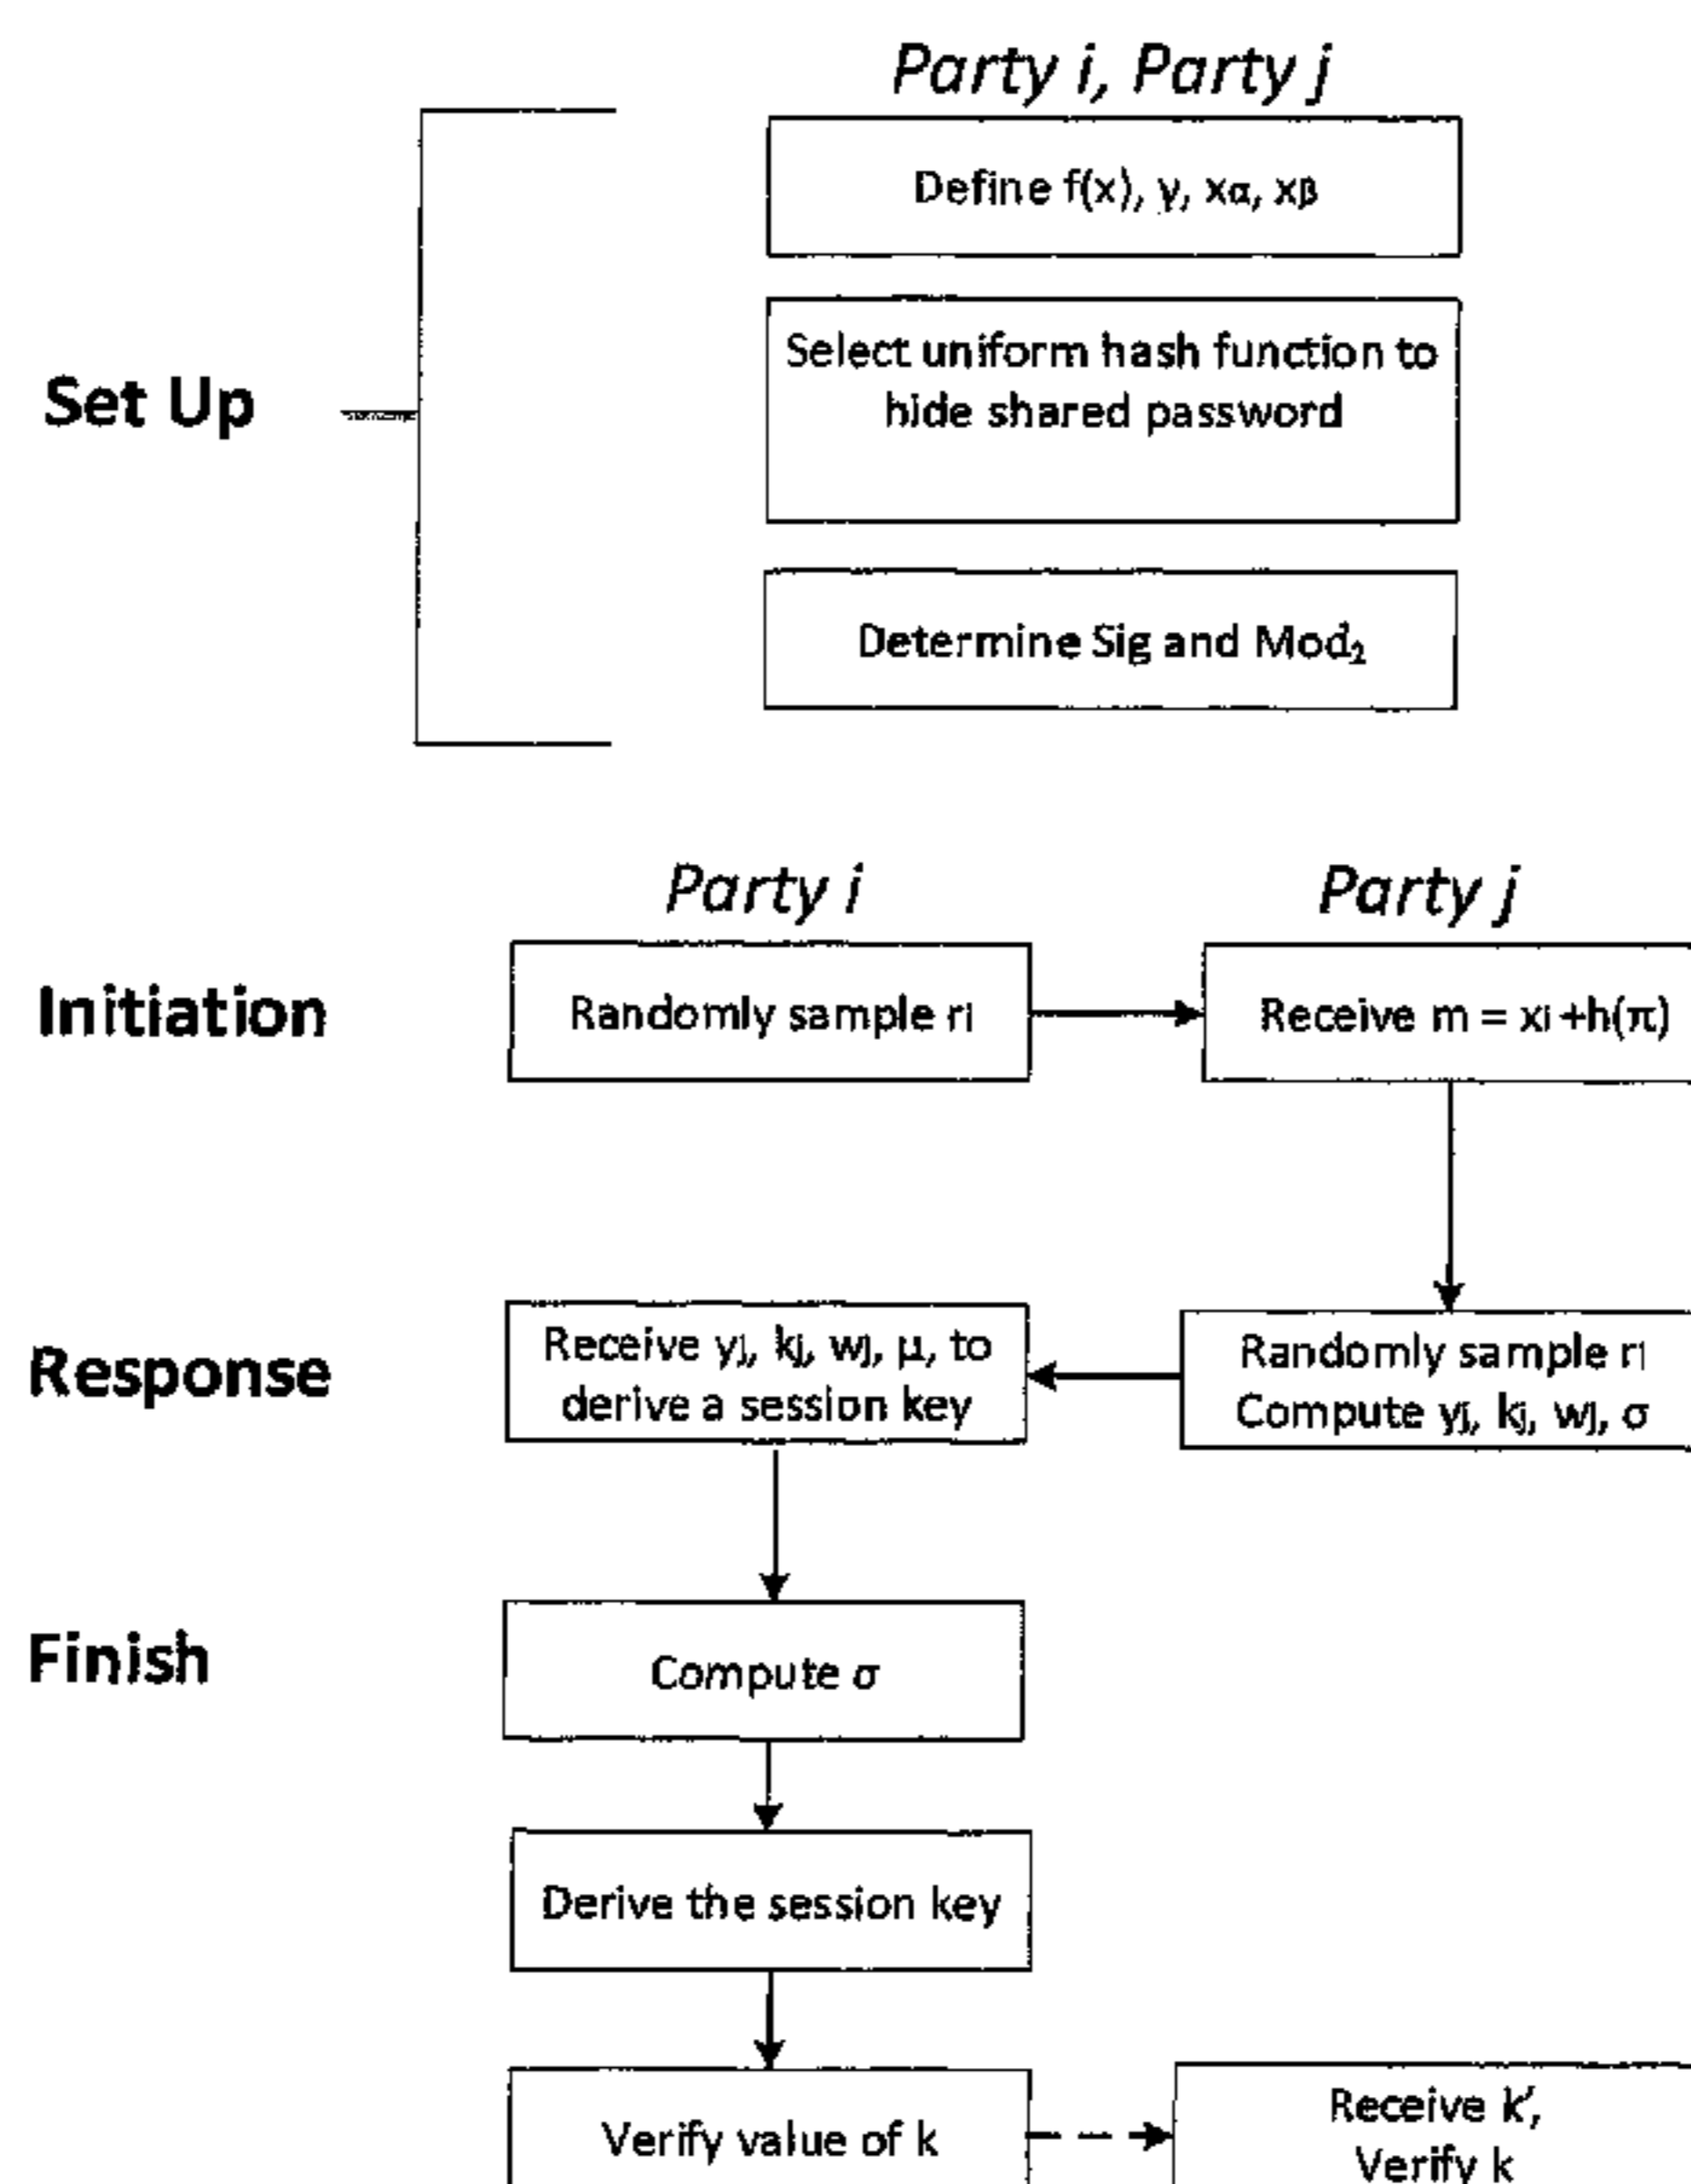 Party i, Party j
Define f(x), γ, xα, xβ
Set Up
Select uniform hash function to
hide shared password
Determine Sig and Mod₂
Party i
Party j
Initiation
Randomly sample ri
Receive m = xi +h(π)
Response
Receive yj, kj, wj, μ, to
derive a session key
Randomly sample ri
Compute yj, kj, wj, σ
Finish
Compute σ
Derive the session key
Verify value of k
Receive k′,
Verify k